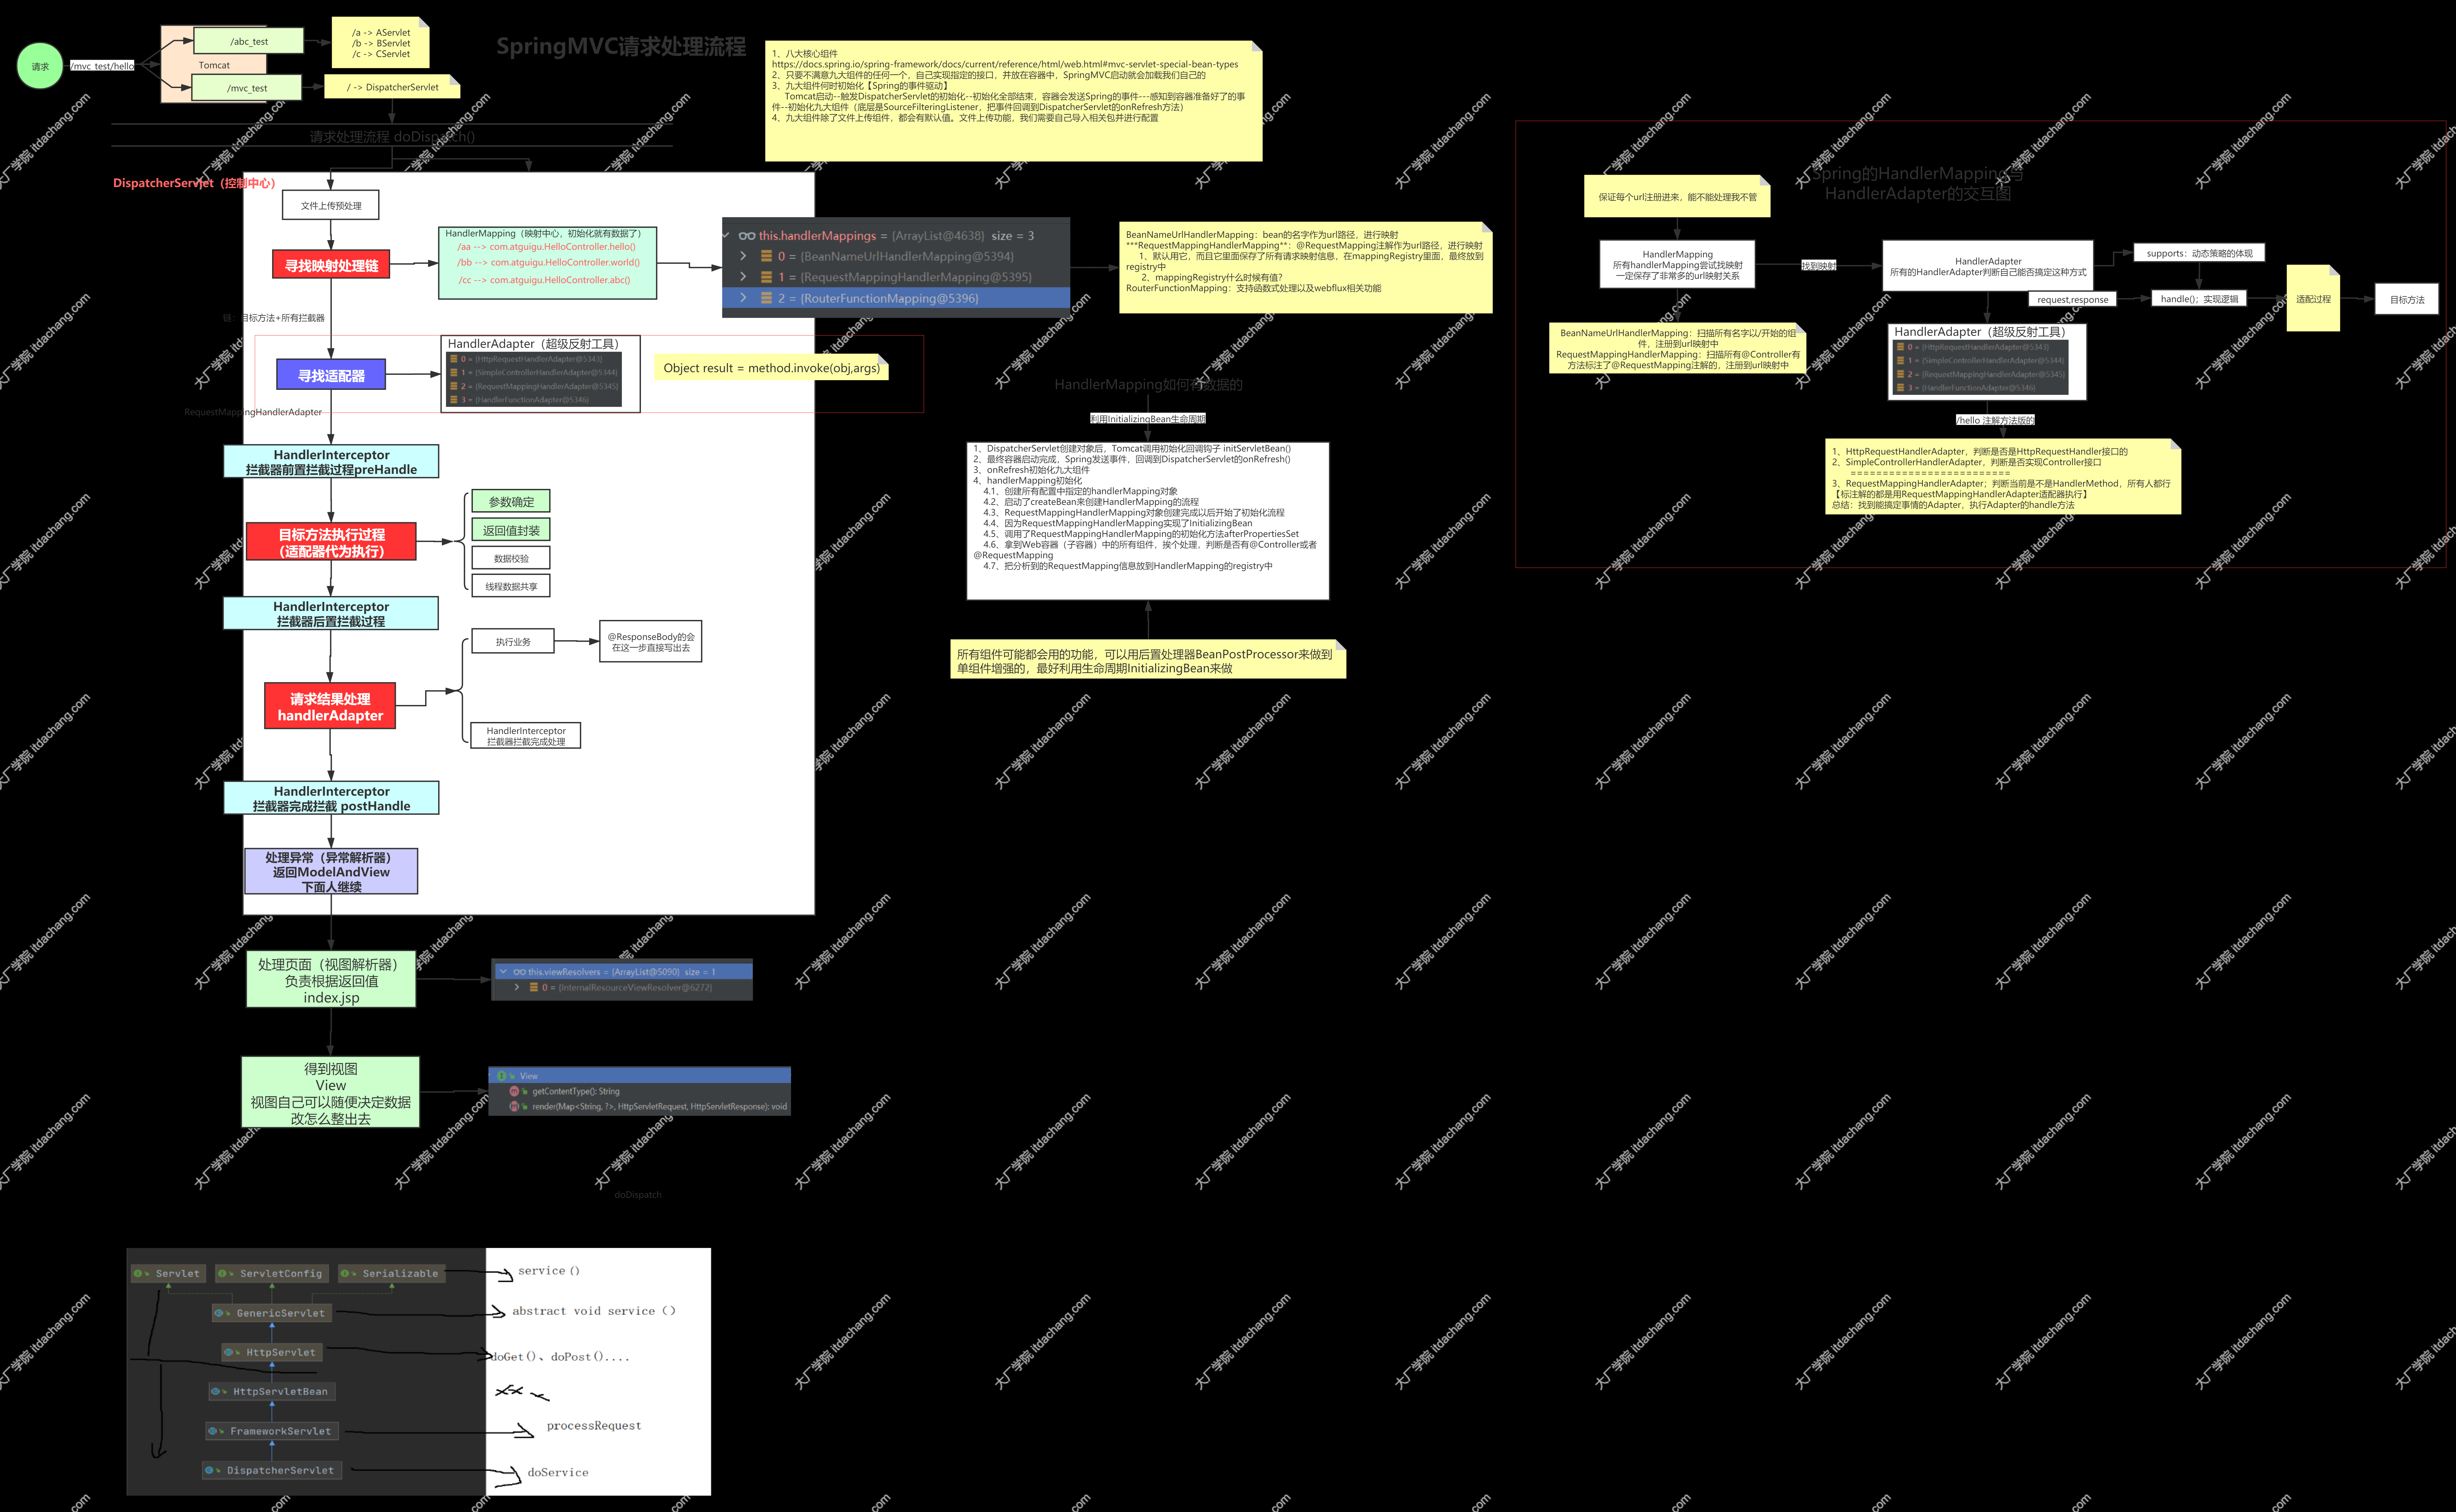 SpringMVC请求处理流程
请求
/mvc_test/hello
Tomcat
/abc_test
/mvc_test
/a -> AServlet
/b -> BServlet
/c -> CServlet
/ -> DispatcherServlet
请求处理流程 doDispatch()
1、八大核心组件
https://docs.spring.io/spring-framework/docs/current/reference/html/web.html#mvc-servlet-special-bean-types
2、只要不满意九大组件的任何一个，自己实现指定的接口，并放在容器中，SpringMVC启动就会加载我们自己的
3、九大组件何时初始化【Spring的事件驱动】
Tomcat启动--触发DispatcherServlet的初始化--初始化全部结束，容器会发送Spring的事件---感知到容器准备好了的事
件--初始化九大组件（底层是SourceFilteringListener，把事件回调到DispatcherServlet的onRefresh方法）
4、九大组件除了文件上传组件，都会有默认值。文件上传功能，我们需要自己导入相关包并进行配置
DispatcherServlet（控制中心）
文件上传预处理
寻找映射处理链
HandlerMapping（映射中心，初始化就有数据了）
/aa --> com.atguigu.HelloController.hello()
/bb --> com.atguigu.HelloController.world()
/cc --> com.atguigu.HelloController.abc()
this.handlerMappings = {ArrayList@4638} size = 3
0 = {BeanNameUrlHandlerMapping@5394}
1 = {RequestMappingHandlerMapping@5395}
2 = {RouterFunctionMapping@5396}
BeanNameUrlHandlerMapping：bean的名字作为url路径，进行映射
***RequestMappingHandlerMapping**：@RequestMapping注解作为url路径，进行映射
1、默认用它，而且它里面保存了所有请求映射信息，在mappingRegistry里面，最终放到
registry中
2、mappingRegistry什么时候有值?
RouterFunctionMapping：支持函数式处理以及webflux相关功能
链：目标方法+所有拦截器
寻找适配器
HandlerAdapter（超级反射工具）
0 = {HttpRequestHandlerAdapter@5343}
1 = {SimpleControllerHandlerAdapter@5344}
2 = {RequestMappingHandlerAdapter@5345}
3 = {HandlerFunctionAdapter@5346}
Object result = method.invoke(obj,args)
RequestMappingHandlerAdapter
HandlerInterceptor
拦截器前置拦截过程preHandle
目标方法执行过程
（适配器代为执行）
参数确定
返回值封装
数据校验
线程数据共享
HandlerInterceptor
拦截器后置拦截过程
请求结果处理
handlerAdapter
执行业务
@ResponseBody的会
在这一步直接写出去
HandlerInterceptor
拦截器拦截完成处理
HandlerInterceptor
拦截器完成拦截 postHandle
处理异常（异常解析器）
返回ModelAndView
下面人继续
处理页面（视图解析器）
负责根据返回值
index.jsp
this.viewResolvers = {ArrayList@5090} size = 1
0 = {InternalResourceViewResolver@6272}
得到视图
View
视图自己可以随便决定数据
改怎么整出去
View
getContentType(): String
render(Map<String, ?>, HttpServletRequest, HttpServletResponse): void
doDispatch
HandlerMapping如何有数据的
利用InitializingBean生命周期
1、DispatcherServlet创建对象后，Tomcat调用初始化回调钩子 initServletBean()
2、最终容器启动完成，Spring发送事件，回调到DispatcherServlet的onRefresh()
3、onRefresh初始化九大组件
4、handlerMapping初始化
4.1、创建所有配置中指定的handlerMapping对象
4.2、启动了createBean来创建HandlerMapping的流程
4.3、RequestMappingHandlerMapping对象创建完成以后开始了初始化流程
4.4、因为RequestMappingHandlerMapping实现了InitializingBean
4.5、调用了RequestMappingHandlerMapping的初始化方法afterPropertiesSet
4.6、拿到Web容器（子容器）中的所有组件，挨个处理，判断是否有@Controller或者
@RequestMapping
4.7、把分析到的RequestMapping信息放到HandlerMapping的registry中
所有组件可能都会用的功能，可以用后置处理器BeanPostProcessor来做到
单组件增强的，最好利用生命周期InitializingBean来做
Spring的HandlerMapping与
HandlerAdapter的交互图
保证每个url注册进来，能不能处理我不管
HandlerMapping
所有handlerMapping尝试找映射
一定保存了非常多的url映射关系
找到映射
HandlerAdapter
所有的HandlerAdapter判断自己能否搞定这种方式
supports：动态策略的体现
request,response
handle()；实现逻辑
适配过程
目标方法
BeanNameUrlHandlerMapping：扫描所有名字以/开始的组
件，注册到url映射中
RequestMappingHandlerMapping：扫描所有@Controller有
方法标注了@RequestMapping注解的，注册到url映射中
HandlerAdapter（超级反射工具）
0 = {HttpRequestHandlerAdapter@5343}
1 = {SimpleControllerHandlerAdapter@5344}
2 = {RequestMappingHandlerAdapter@5345}
3 = {HandlerFunctionAdapter@5346}
/hello 注解方法版的
1、HttpRequestHandlerAdapter，判断是否是HttpRequestHandler接口的
2、SimpleControllerHandlerAdapter，判断是否实现Controller接口
=========================
3、RequestMappingHandlerAdapter；判断当前是不是HandlerMethod，所有人都行
【标注解的都是用RequestMappingHandlerAdapter适配器执行】
总结：找到能搞定事情的Adapter，执行Adapter的handle方法
Servlet
ServletConfig
Serializable
service()
GenericServlet
abstract void service()
HttpServlet
doGet()、doPost()....
HttpServletBean
FrameworkServlet
processRequest
DispatcherServlet
doService
大厂学院 itdachang.com